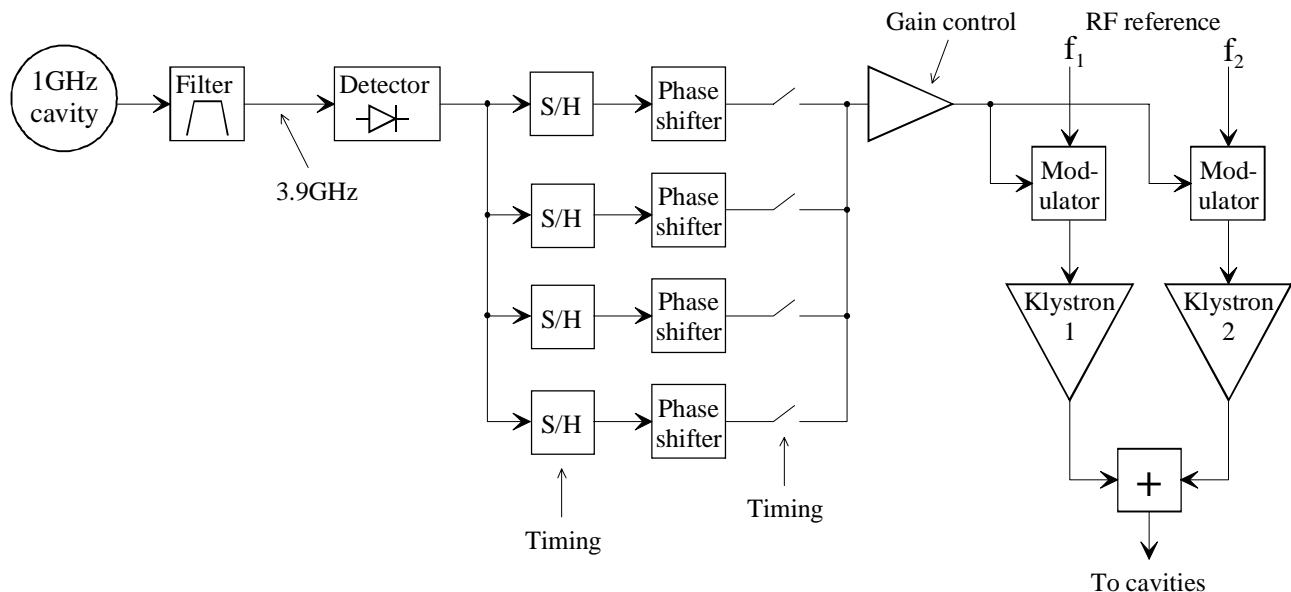 Gain control
RF reference
f1
f2
1GHz
cavity
Filter
Detector
3.9GHz
S/H
Phase
shifter
S/H
Phase
shifter
S/H
Phase
shifter
S/H
Phase
shifter
Timing
Timing
Mod-
ulator
Mod-
ulator
Klystron
1
Klystron
2
+
To cavities